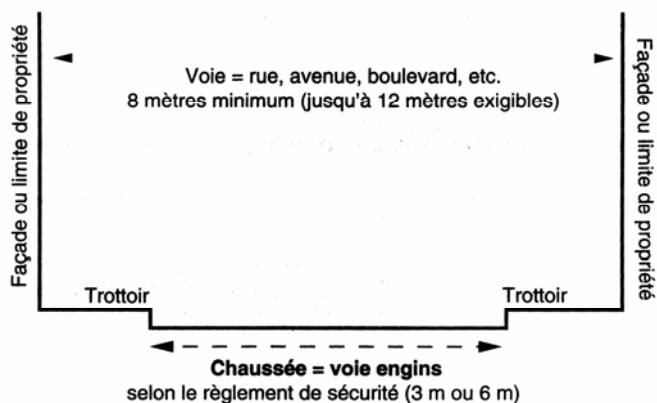 Façade ou limite de propriété
Voie = rue, avenue, boulevard, etc.
8 mètres minimum (jusqu'à 12 mètres exigibles)
Façade ou limite de propriété
Trottoir
Trottoir
Chaussée = voie engins
selon le règlement de sécurité (3 m ou 6 m)